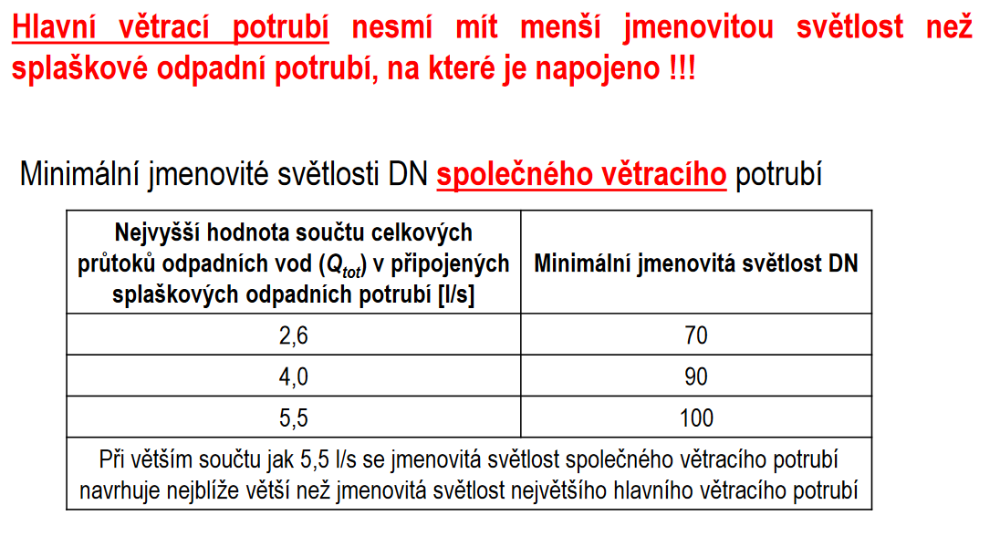 Hlavní větrací potrubí nesmí mít menší jmenovitou světlost než
splaškové odpadní potrubí, na které je napojeno !!!
Minimální jmenovité světlosti DN společného větracího potrubí
Nejvyšší hodnota součtu celkových
průtoků odpadních vod (Qtot) v připojených
splaškových odpadních potrubí [l/s]
Minimální jmenovitá světlost DN
2,6
70
4,0
90
5,5
100
Při větším součtu jak 5,5 l/s se jmenovitá světlost společného větracího potrubí
navrhuje nejblíže větší než jmenovitá světlost největšího hlavního větracího potrubí